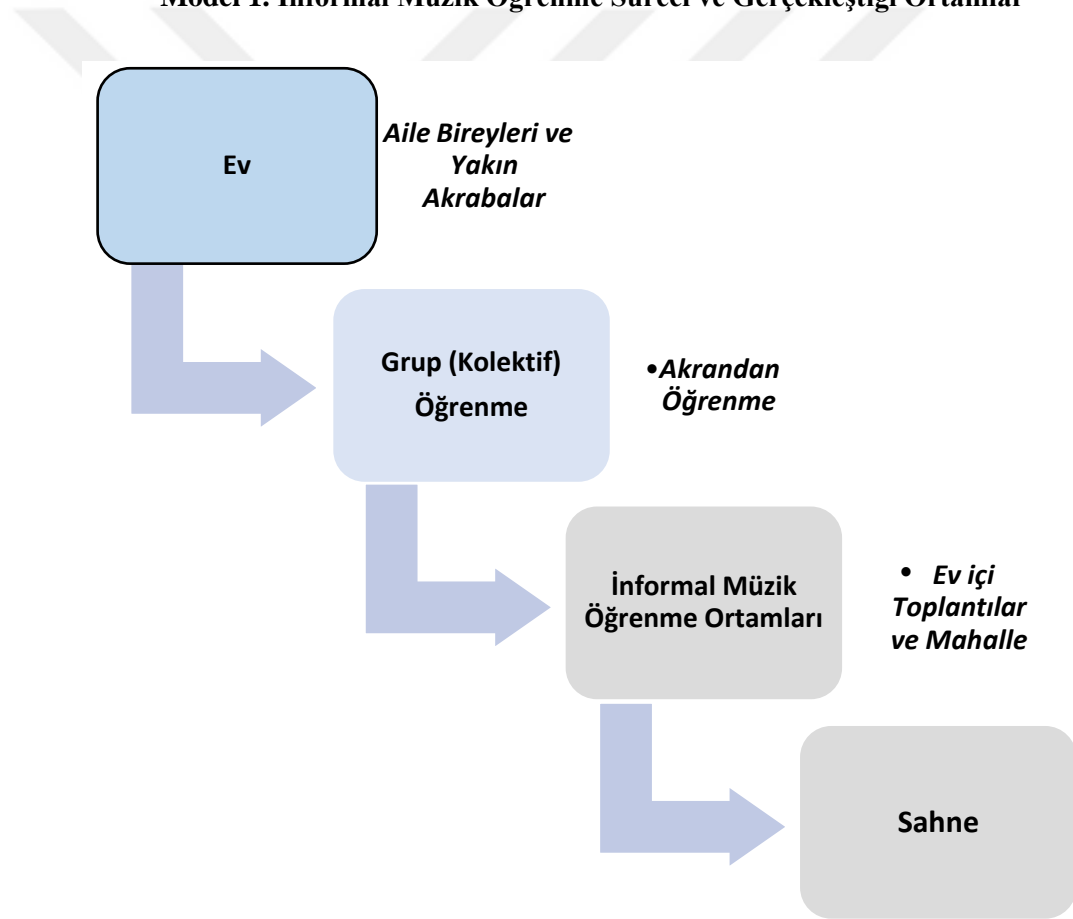 Model 1. İnformal Müzik Öğrenme Süreci ve Gerçekleştiği Ortamlar
Ev
Aile Bireyleri ve
Yakın
Akrabalar
Grup (Kolektif)
Öğrenme
•Akrandan
Öğrenme
İnformal Müzik
Öğrenme Ortamları
• Ev içi
Toplantılar
ve Mahalle
Sahne